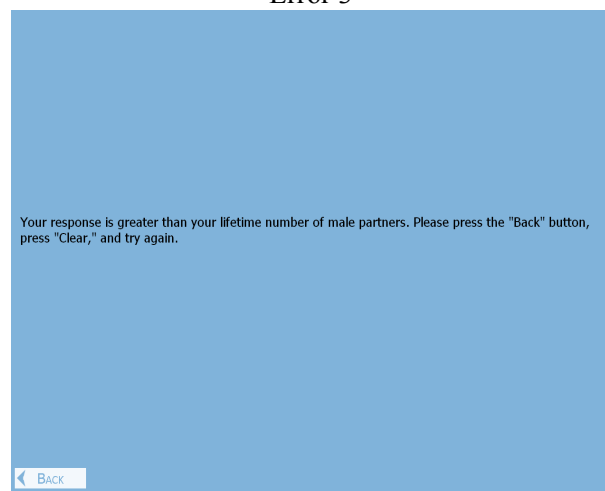 Your response is greater than your lifetime number of male partners. Please press the "Back" button,
press "Clear," and try again.
BACK